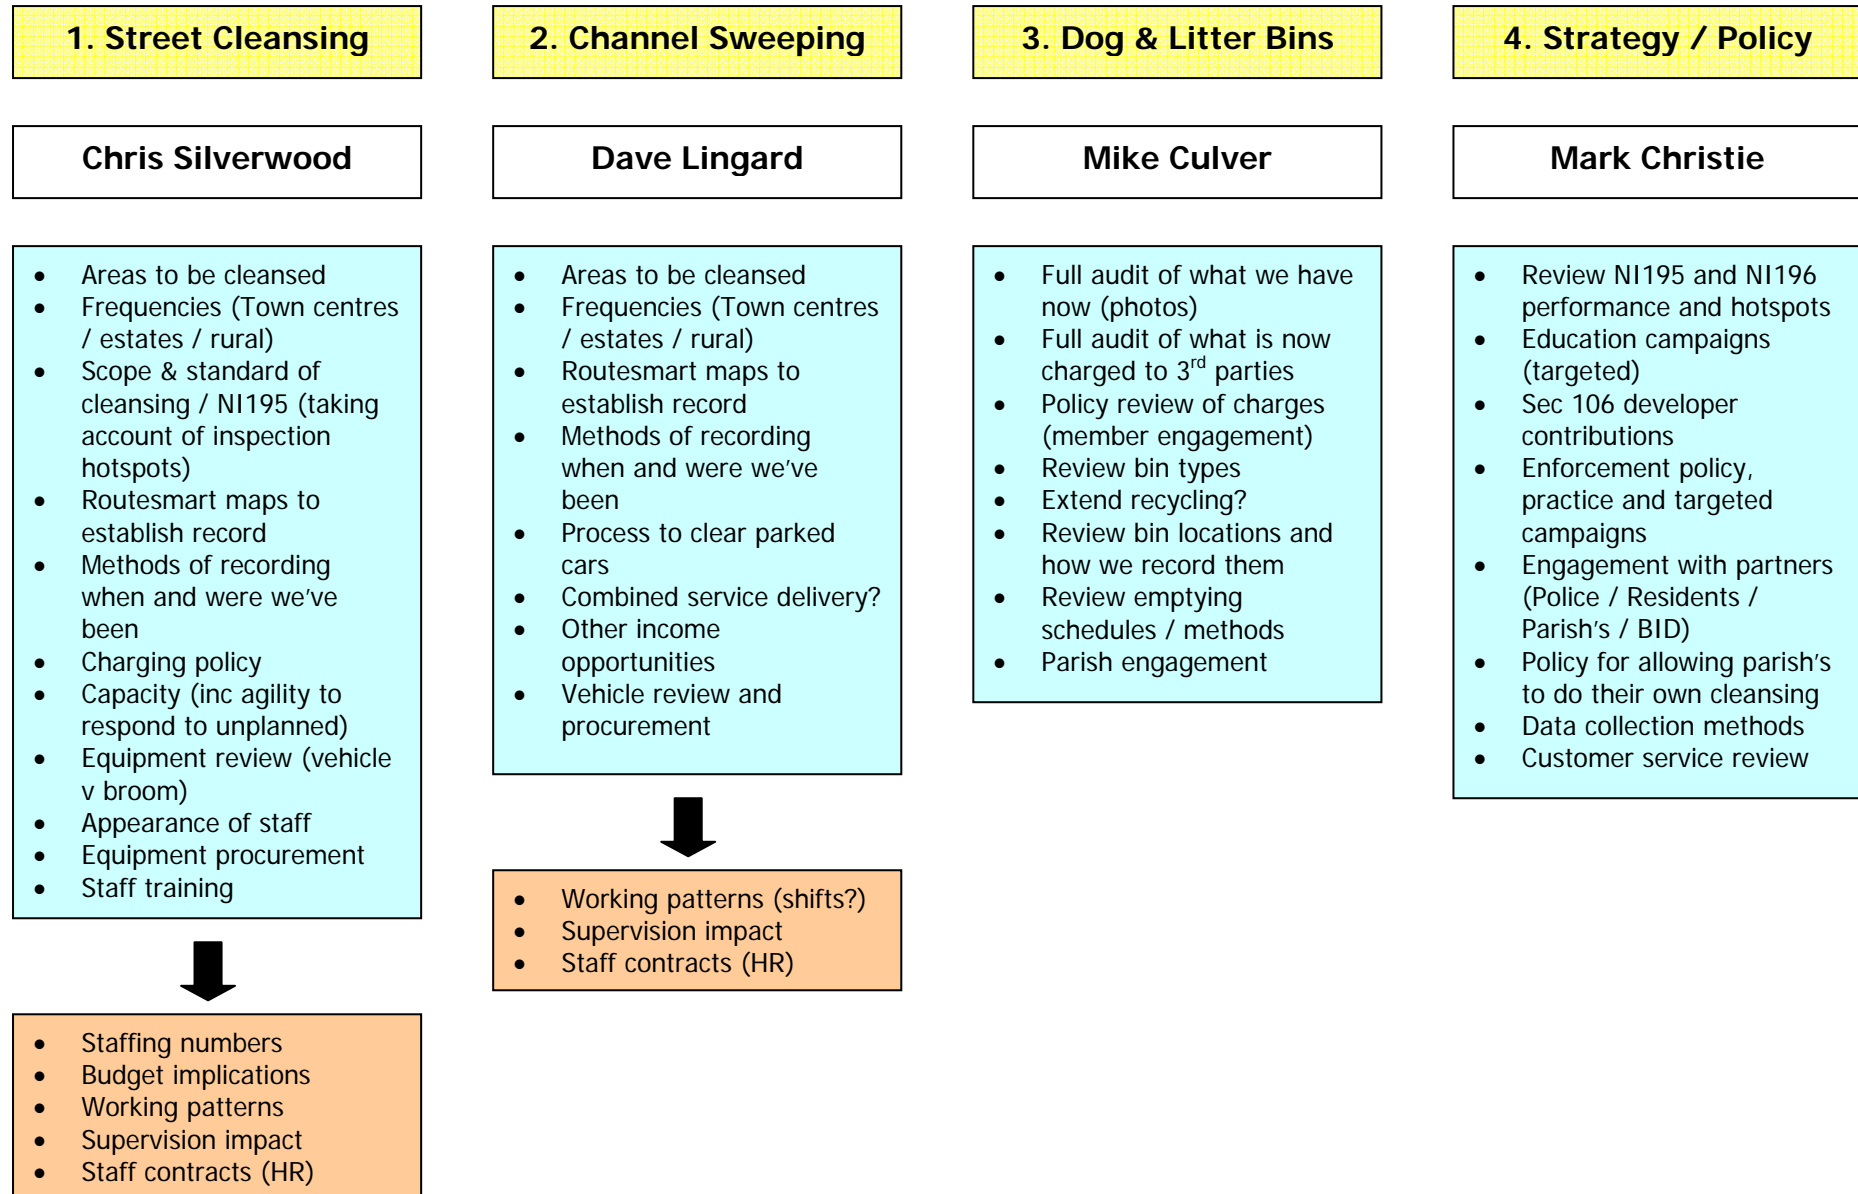 1. Street Cleansing
Chris Silverwood
• Areas to be cleansed
• Frequencies (Town centres
/ estates / rural)
• Scope & standard of
cleansing / NI195 (taking
account of inspection
hotspots)
• Routesmart maps to
establish record
• Methods of recording
when and were we've
been
• Charging policy
• Capacity (inc agility to
respond to unplanned)
• Equipment review (vehicle
v broom)
• Appearance of staff
• Equipment procurement
• Staff training
• Staffing numbers
• Budget implications
• Working patterns
• Supervision impact
• Staff contracts (HR)
2. Channel Sweeping
Dave Lingard
• Areas to be cleansed
• Frequencies (Town centres
/ estates / rural)
• Routesmart maps to
establish record
• Methods of recording
when and were we've
been
• Process to clear parked
cars
• Combined service delivery?
• Other income
opportunities
• Vehicle review and
procurement
• Working patterns (shifts?)
• Supervision impact
• Staff contracts (HR)
3. Dog & Litter Bins
Mike Culver
• Full audit of what we have
now (photos)
• Full audit of what is now
charged to 3rd parties
• Policy review of charges
(member engagement)
• Review bin types
• Extend recycling?
• Review bin locations and
how we record them
• Review emptying
schedules / methods
• Parish engagement
4. Strategy / Policy
Mark Christie
• Review NI195 and NI196
performance and hotspots
• Education campaigns
(targeted)
• Sec 106 developer
contributions
• Enforcement policy,
practice and targeted
campaigns
• Engagement with partners
(Police / Residents /
Parish's / BID)
• Policy for allowing parish's
to do their own cleansing
• Data collection methods
• Customer service review